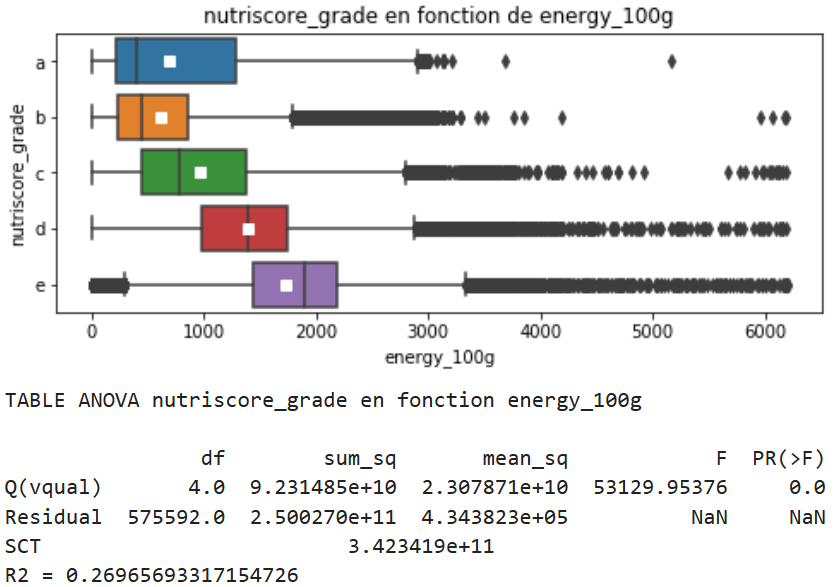 nutriscore_grade en fonction de energy_100g
nutriscore_grade
a
b
c
d
e
0 1000 2000 3000 4000 5000 6000
energy_100g
TABLE ANOVA nutriscore_grade en fonction energy_100g
df sum_sq mean_sq F PR(>F)
Q(vqual) 4.0 9.231485e+10 2.307871e+10 53129.95376 0.0
Residual 575592.0 2.500270e+11 4.343823e+05 NaN NaN
SCT 3.423419e+11
R2 = 0.26965693317154726